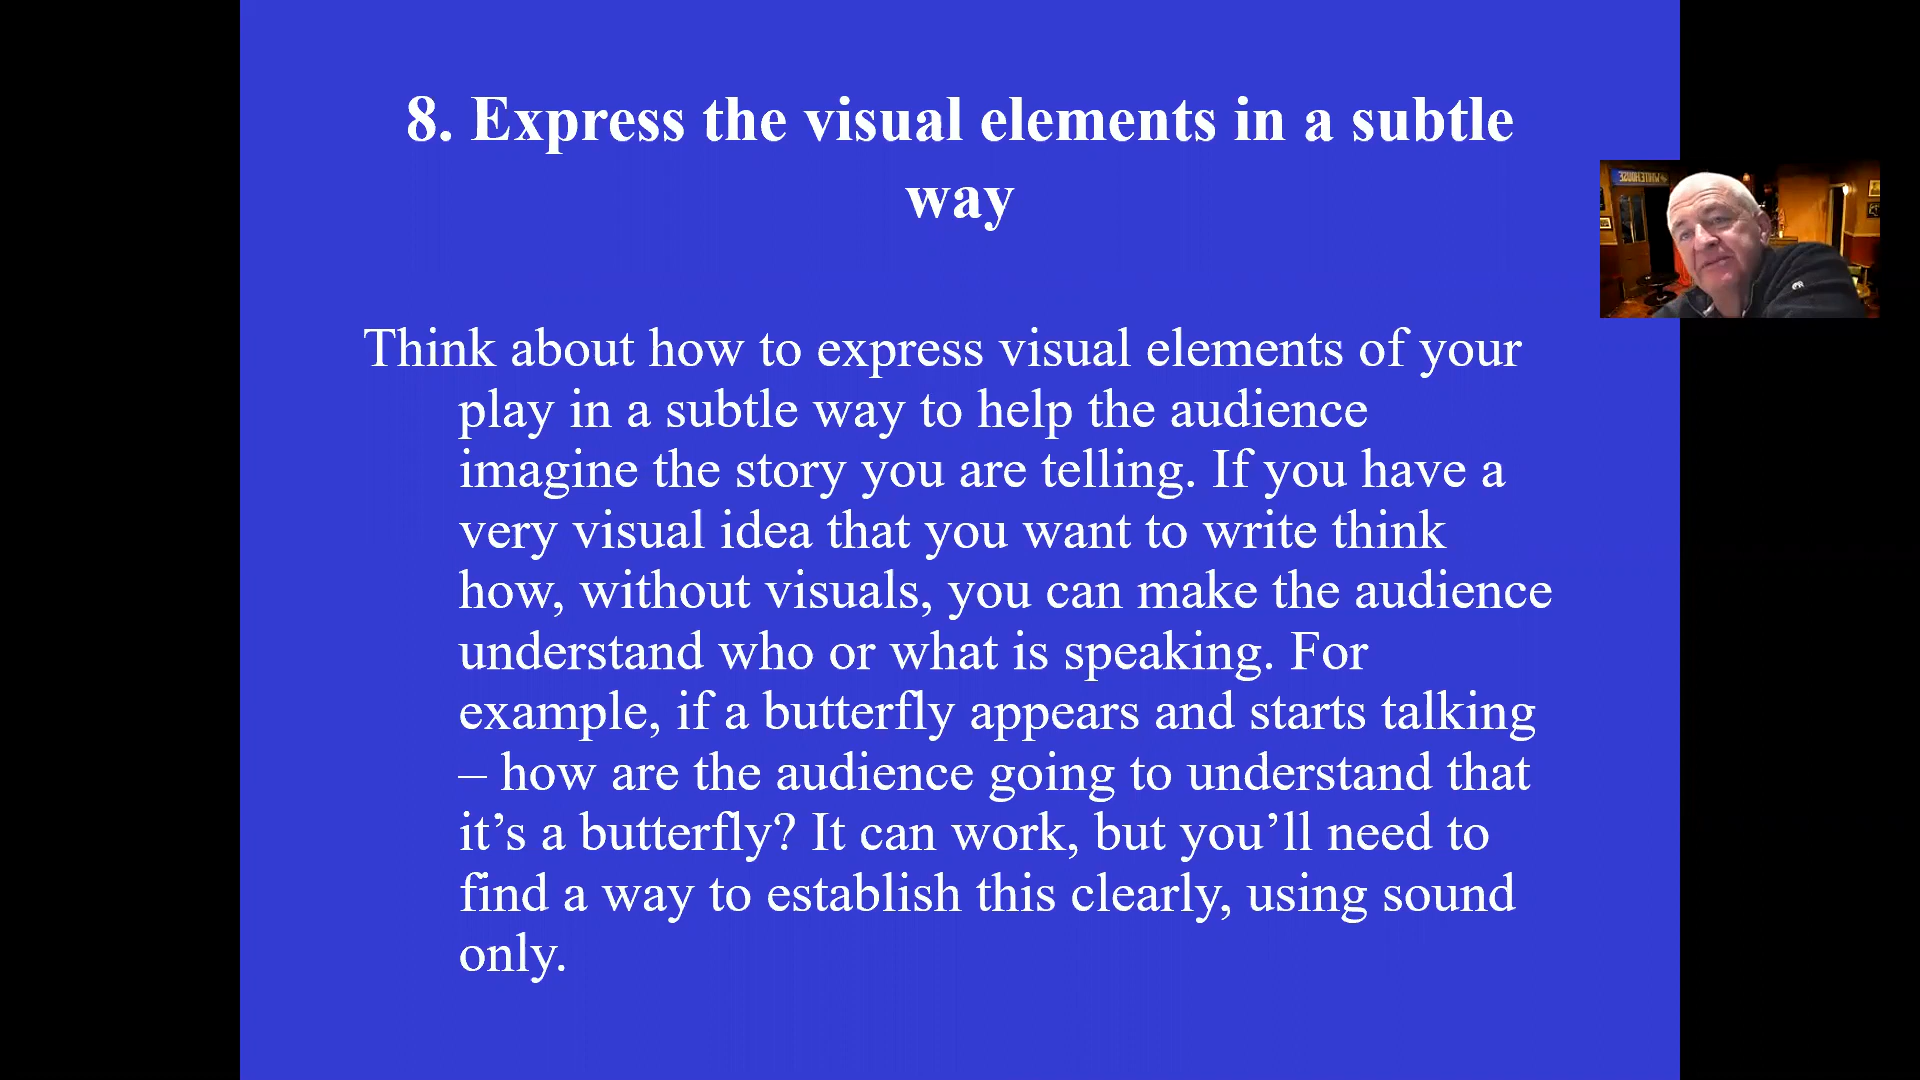 8. Express the visual elements in a subtle
way
Think about how to express visual elements of your
play in a subtle way to help the audience
imagine the story you are telling. If you have a
very visual idea that you want to write think
how, without visuals, you can make the audience
understand who or what is speaking. For
example, if a butterfly appears and starts talking
– how are the audience going to understand that
it’s a butterfly? It can work, but you’ll need to
find a way to establish this clearly, using sound
only.
WHITEHOUSE